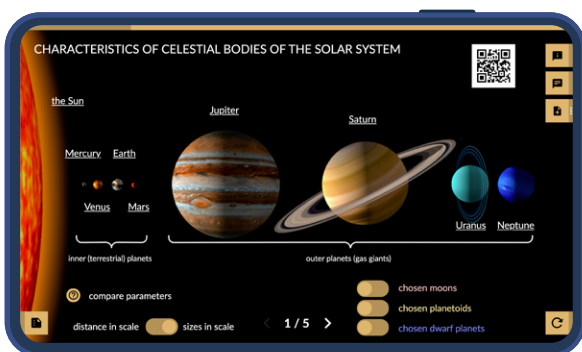 CHARACTERISTICS OF CELESTIAL BODIES OF THE SOLAR SYSTEM
the Sun
Jupiter
Saturn
Mercury Earth
Venus Mars
Uranus Neptune
inner (terrestrial) planets
outer planets (gas giants)
compare parameters
chosen moons
chosen planetoids
distance in scale sizes in scale
1 / 5
chosen dwarf planets